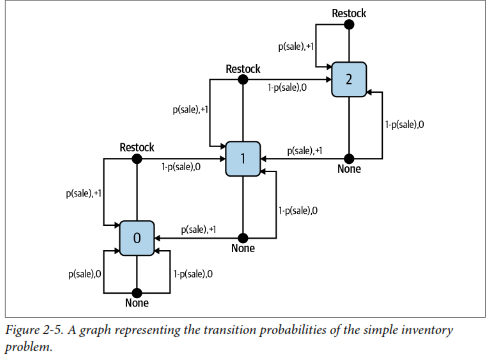 Restock
p(sale),+1
2
Restock
1-p(sale),0
p(sale),+1
1-p(sale),0
p(sale),+1
1
None
Restock
1-p(sale),0
p(sale),+1
1-p(sale),0
p(sale),+1
0
None
p(sale),0
1-p(sale),0
None
Figure 2-5. A graph representing the transition probabilities of the simple inventory
problem.